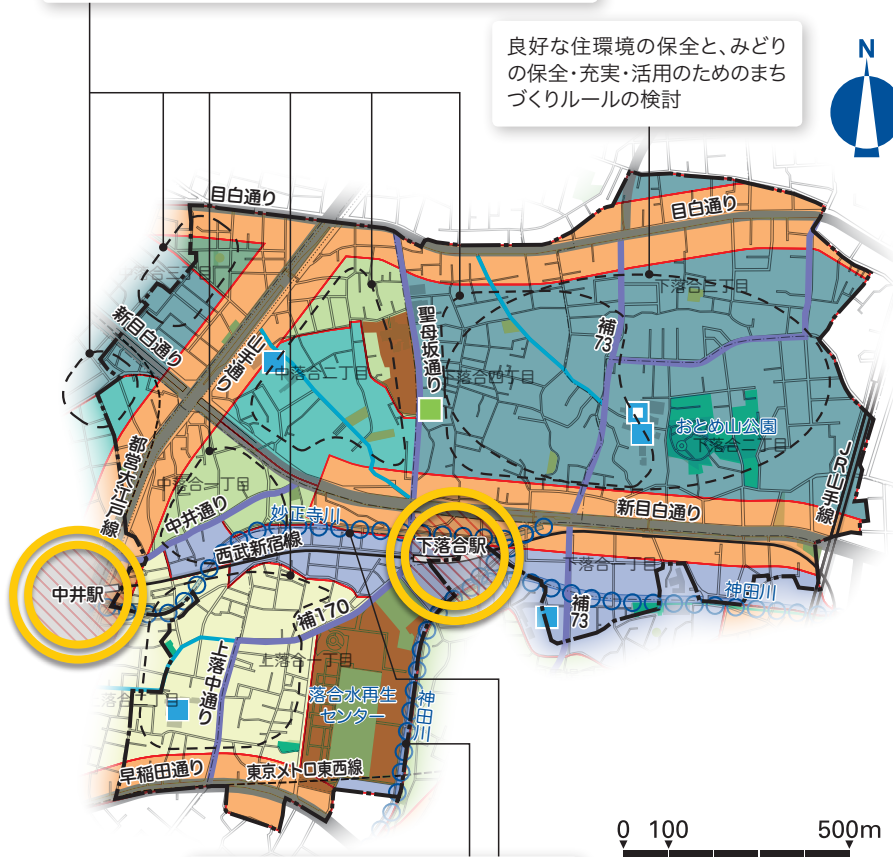 良好な住環境の保全と、みどり
の保全・充実・活用のためのまち
づくりルールの検討
N
目白通り
目白通り
下落合三丁目
新目白通り
山手通り
聖母坂通り
補73
中落合二丁目
下落合四丁目
おとめ山公園
下落合二丁目
都営大江戸線
JR山手線
中落合一丁目
中井通り
妙正寺川
新目白通り
西武新宿線
下落合駅
下落合一丁目
中井駅
神田川
補170
補73
上落合一丁目
上落中通り
落合水再生
センター
神田川
早稲田通り
東京メトロ東西線
0 100 500m